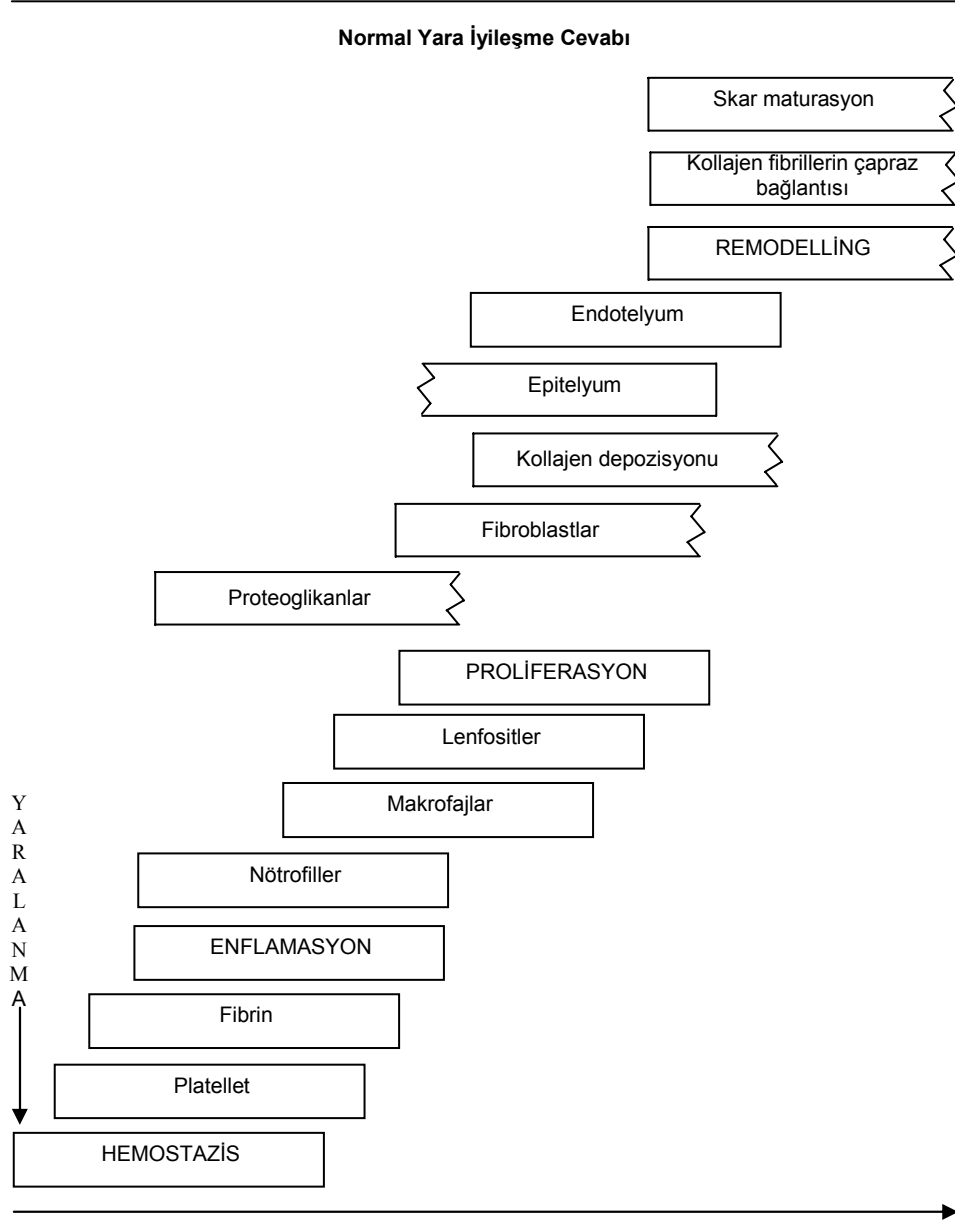 Normal Yara İyileşme Cevabı
Skar maturasyon
Kollajen fibrillerin çapraz
bağlantısı
REMODELLİNG
Endotelyum
Epitelyum
Kollajen depozisyonu
Fibroblastlar
Proteoglikanlar
PROLİFERASYON
Lenfositler
Makrofajlar
YARALANMA
Nötrofiller
ENFLAMASYON
Fibrin
Platellet
HEMOSTAZİS